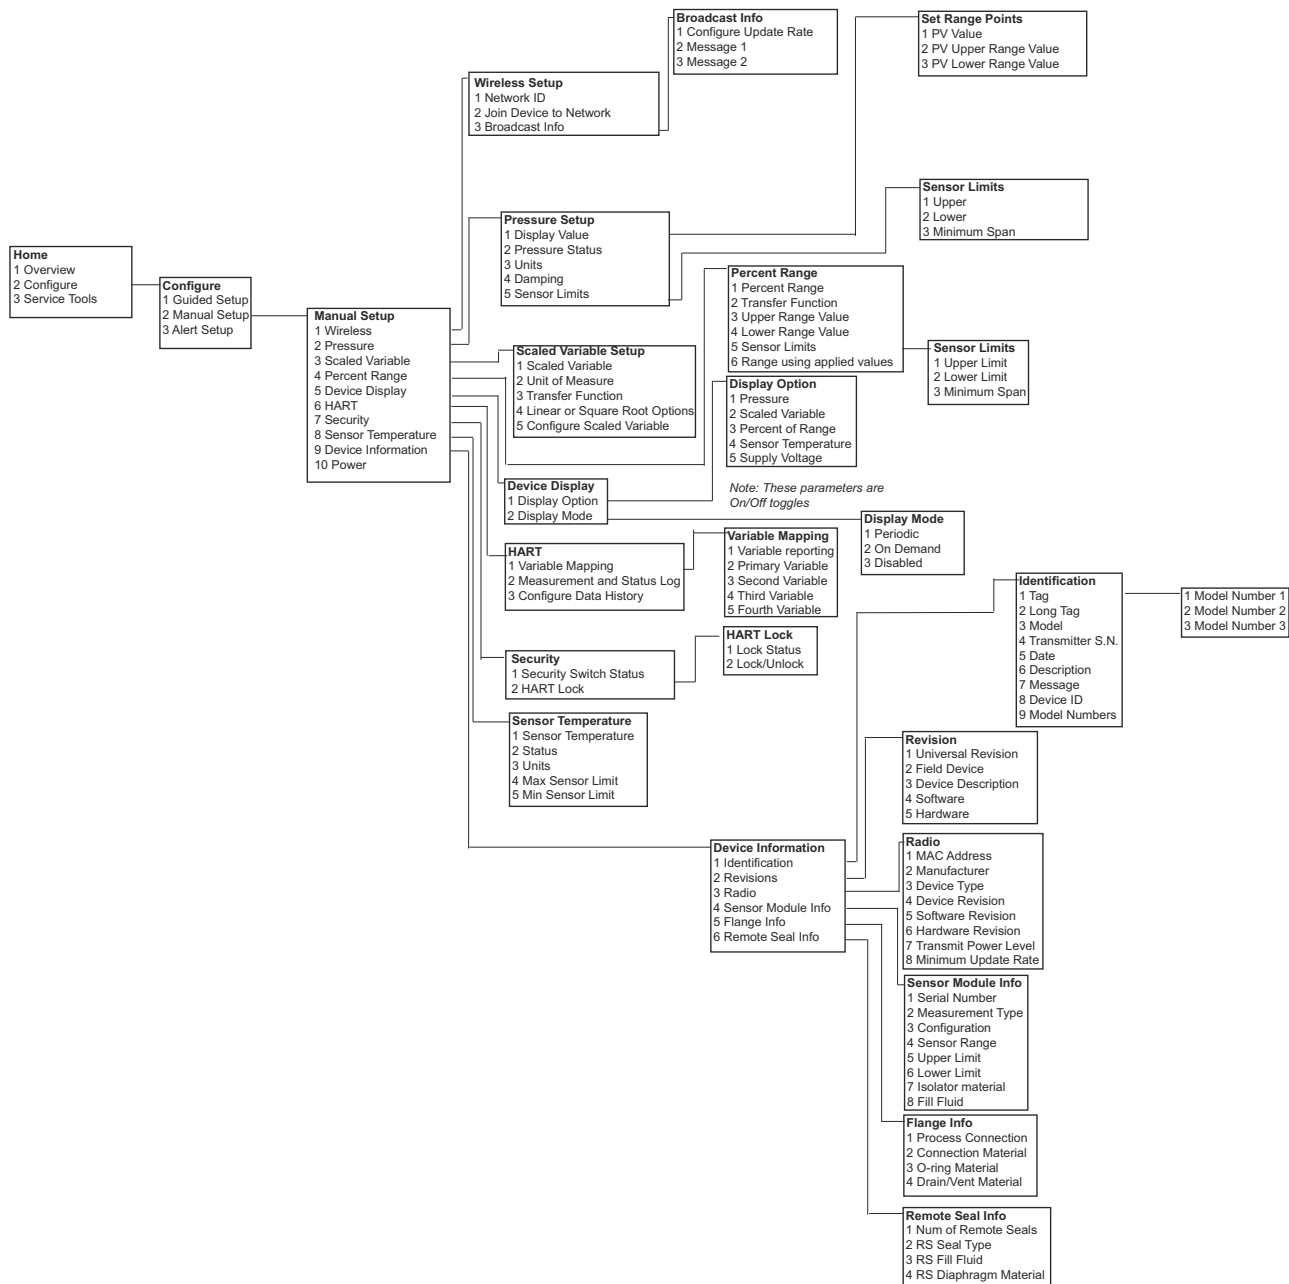 Broadcast Info
1 Configure Update Rate
2 Message 1
3 Message 2
Set Range Points
1 PV Value
2 PV Upper Range Value
3 PV Lower Range Value
Wireless Setup
1 Network ID
2 Join Device to Network
3 Broadcast Info
Sensor Limits
1 Upper
2 Lower
3 Minimum Span
Pressure Setup
1 Display Value
2 Pressure Status
3 Units
4 Damping
5 Sensor Limits
Home
1 Overview
2 Configure
3 Service Tools
Configure
1 Guided Setup
2 Manual Setup
3 Alert Setup
Manual Setup
1 Wireless
2 Pressure
3 Scaled Variable
4 Percent Range
5 Device Display
6 HART
7 Security
8 Sensor Temperature
9 Device Information
10 Power
Percent Range
1 Percent Range
2 Transfer Function
3 Upper Range Value
4 Lower Range Value
5 Sensor Limits
6 Range using applied values
Sensor Limits
1 Upper Limit
2 Lower Limit
3 Minimum Span
Scaled Variable Setup
1 Scaled Variable
2 Unit of Measure
3 Transfer Function
4 Linear or Square Root Options
5 Configure Scaled Variable
Display Option
1 Pressure
2 Scaled Variable
3 Percent of Range
4 Sensor Temperature
5 Supply Voltage
Note: These parameters are
On/Off toggles
Device Display
1 Display Option
2 Display Mode
Display Mode
1 Periodic
2 On Demand
3 Disabled
HART
1 Variable Mapping
2 Measurement and Status Log
3 Configure Data History
Variable Mapping
1 Variable reporting
2 Primary Variable
3 Second Variable
4 Third Variable
5 Fourth Variable
Identification
1 Tag
2 Long Tag
3 Model
4 Transmitter S.N.
5 Date
6 Description
7 Message
8 Device ID
9 Model Numbers
1 Model Number 1
2 Model Number 2
3 Model Number 3
HART Lock
1 Lock Status
2 Lock/Unlock
Security
1 Security Switch Status
2 HART Lock
Sensor Temperature
1 Sensor Temperature
2 Status
3 Units
4 Max Sensor Limit
5 Min Sensor Limit
Revision
1 Universal Revision
2 Field Device
3 Device Description
4 Software
5 Hardware
Device Information
1 Identification
2 Revisions
3 Radio
4 Sensor Module Info
5 Flange Info
6 Remote Seal Info
Radio
1 MAC Address
2 Manufacturer
3 Device Type
4 Device Revision
5 Software Revision
6 Hardware Revision
7 Transmit Power Level
8 Minimum Update Rate
Sensor Module Info
1 Serial Number
2 Measurement Type
3 Configuration
4 Sensor Range
5 Upper Limit
6 Lower Limit
7 Isolator material
8 Fill Fluid
Flange Info
1 Process Connection
2 Connection Material
3 O-ring Material
4 Drain/Vent Material
Remote Seal Info
1 Num of Remote Seals
2 RS Seal Type
3 RS Fill Fluid
4 RS Diaphragm Material